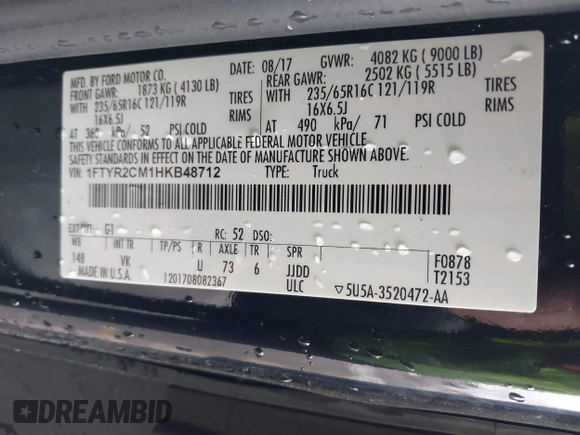 MFD. BY FORD MOTOR CO.
DATE: 08/17 GVWR: 4082 KG ( 9000 LB)
FRONT GAWR: 1873 KG ( 4130 LB)
REAR GAWR: 2502 KG ( 5515 LB)
WITH 235/65R16C 121/119R TIRES
WITH 235/65R16C 121/119R TIRES
16X6.5J RIMS
16X6.5J RIMS
AT kPa/ 52 PSI COLD
AT 490 kPa/ 71 PSI COLD
THIS VEHICLE CONFORMS TO ALL APPLICABLE FEDERAL MOTOR VEHICLE
SAFETY AND THEFT PREVENTION STANDARDS IN EFFECT ON THE DATE OF
MANUFACTURE SHOWN ABOVE.
VIN: 1FTYR2CM1HKB48712 TYPE: Truck
EXT PNT: G1 RC: 52 DSO:
WB INT TR TP/PS R AXLE TR SPR F0878
148 VK U 73 6 JJDD T2153
MADE IN U.S.A. 1201708082367 ULC ▽5U5A-3520472-AA
DREAMBID